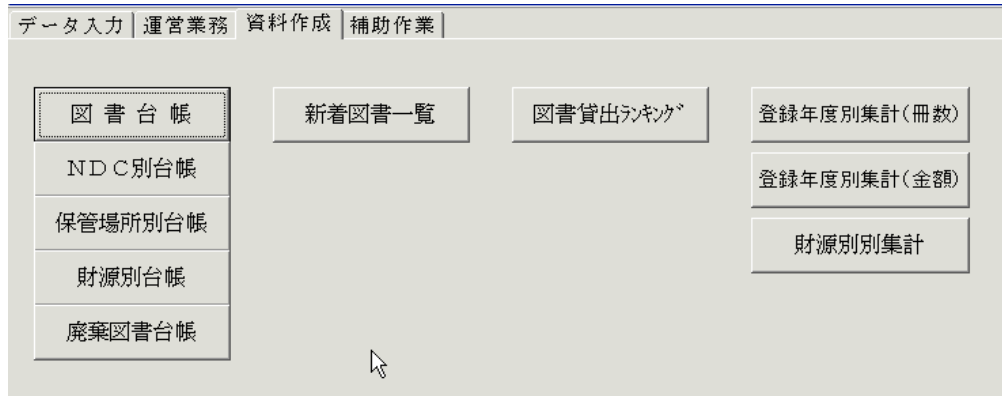 データ入力 運営業務 資料作成 補助作業
図 書 台 帳 新着図書一覧 図書貸出ﾗﾝｷﾝｸﾞ 登録年度別集計(冊数)
ＮＤＣ別台帳 登録年度別集計(金額)
保管場所別台帳 財源別別集計
財源別台帳
廃棄図書台帳